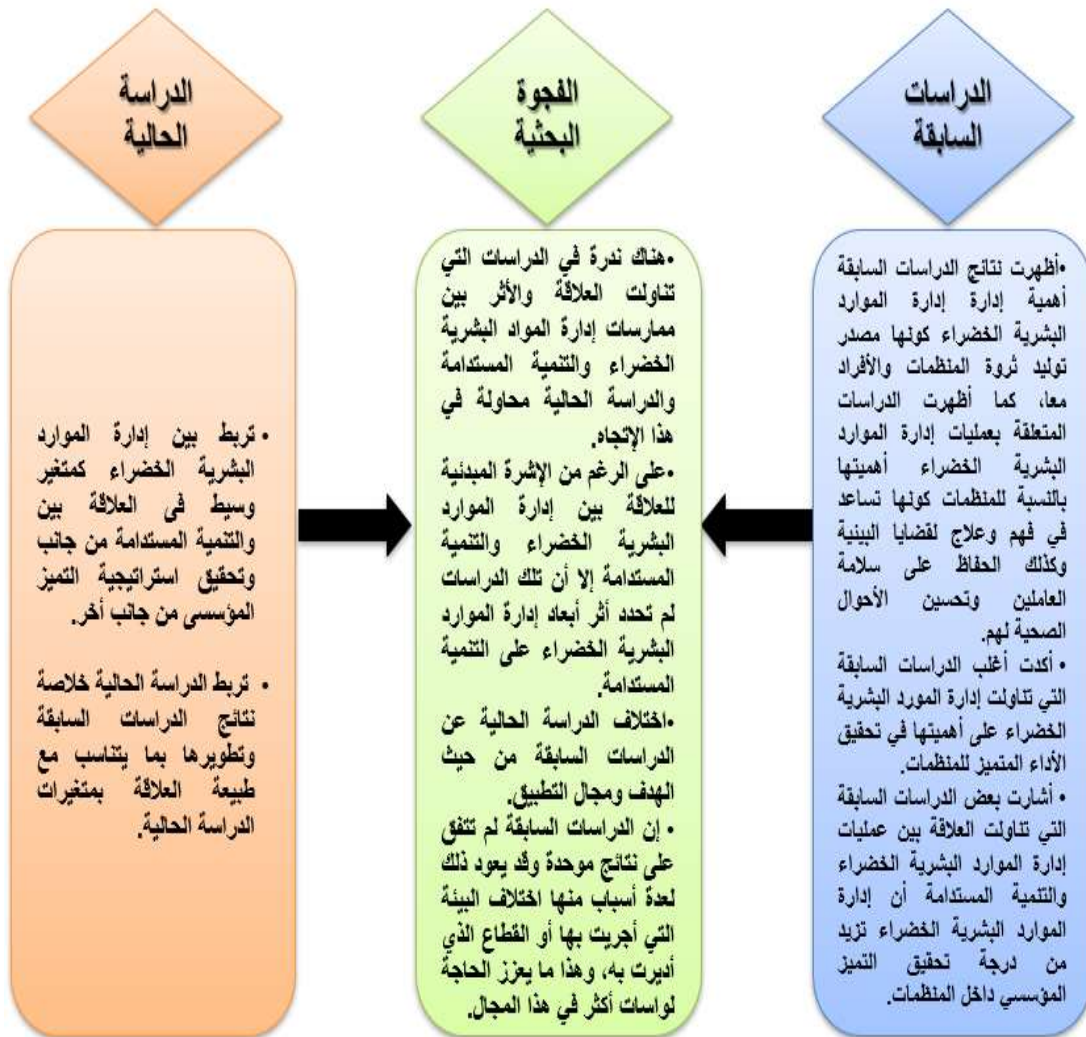 الدراسات
السابقة
•أظهرت نتائج الدراسات السابقة
أهمية إدارة إدارة الموارد
البشرية الخضراء كونها مصدر
توليد ثروة المنظمات والأفراد
معا، كما أظهرت الدراسات
المتعلقة بعمليات إدارة الموارد
البشرية الخضراء أهميتها
بالنسبة للمنظمات كونها تساعد
في فهم وعلاج لقضايا البيئية
وكذلك الحفاظ على سلامة
العاملين وتحسين الأحوال
الصحية لهم.
• أكدت أغلب الدراسات السابقة
التي تناولت إدارة المورد البشرية
الخضراء على أهميتها في تحقيق
الأداء المتميز للمنظمات.
• أشارت بعض الدراسات السابقة
التي تناولت العلاقة بين عمليات
إدارة الموارد البشرية الخضراء
والتنمية المستدامة أن إدارة
الموارد البشرية الخضراء تزيد
من درجة تحقيق التميز
المؤسسي داخل المنظمات.
الفجوة
البحثية
•هناك ندرة في الدراسات التي
تناولت العلاقة والأثر بين
ممارسات إدارة المواد البشرية
الخضراء والتنمية المستدامة
والدراسة الحالية محاولة في
هذا الإتجاه.
•على الرغم من الإشرة المبدئية
للعلاقة بين إدارة الموارد
البشرية الخضراء والتنمية
المستدامة إلا أن تلك الدراسات
لم تحدد أثر أبعاد إدارة الموارد
البشرية الخضراء على التنمية
المستدامة.
•اختلاف الدراسة الحالية عن
الدراسات السابقة من حيث
الهدف ومجال التطبيق.
• إن الدراسات السابقة لم تتفق
على نتائج موحدة وقد يعود ذلك
لعدة أسباب منها اختلاف البيئة
التي أجريت بها أو القطاع الذي
أديرت به، وهذا ما يعزز الحاجة
لواسات أكثر في هذا المجال.
الدراسة
الحالية
• تربط بين إدارة الموارد
البشرية الخضراء كمتغير
وسيط فى العلاقة بين
والتنمية المستدامة من جانب
وتحقيق استراتيجية التميز
المؤسسى من جانب أخر.
• تربط الدراسة الحالية خلاصة
نتائج الدراسات السابقة
وتطويرها بما يتناسب مع
طبيعة العلاقة بمتغيرات
الدراسة الحالية.